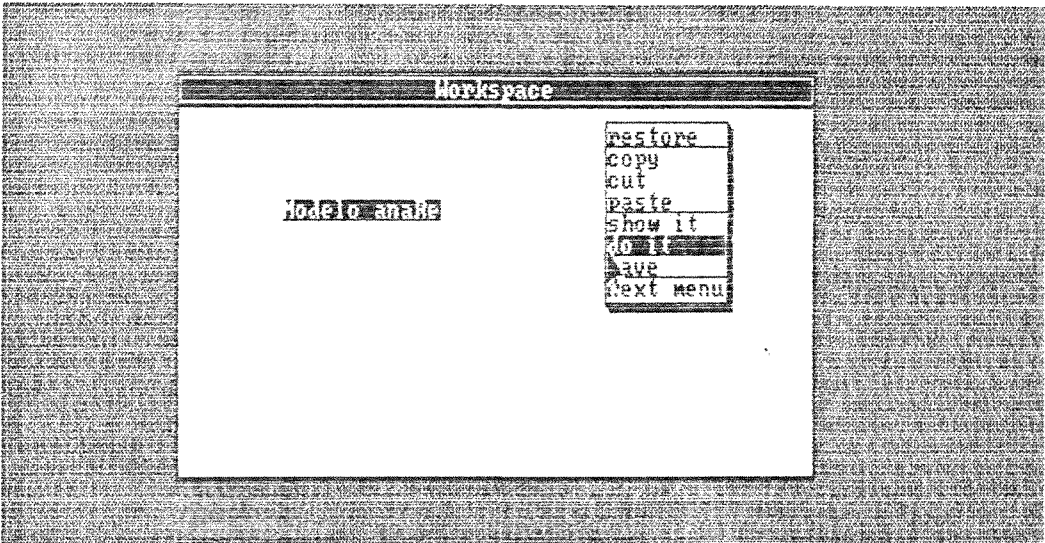 Workspace
Modelo anaRe
restore
copy
cut
paste
show it
do it
save
next menu